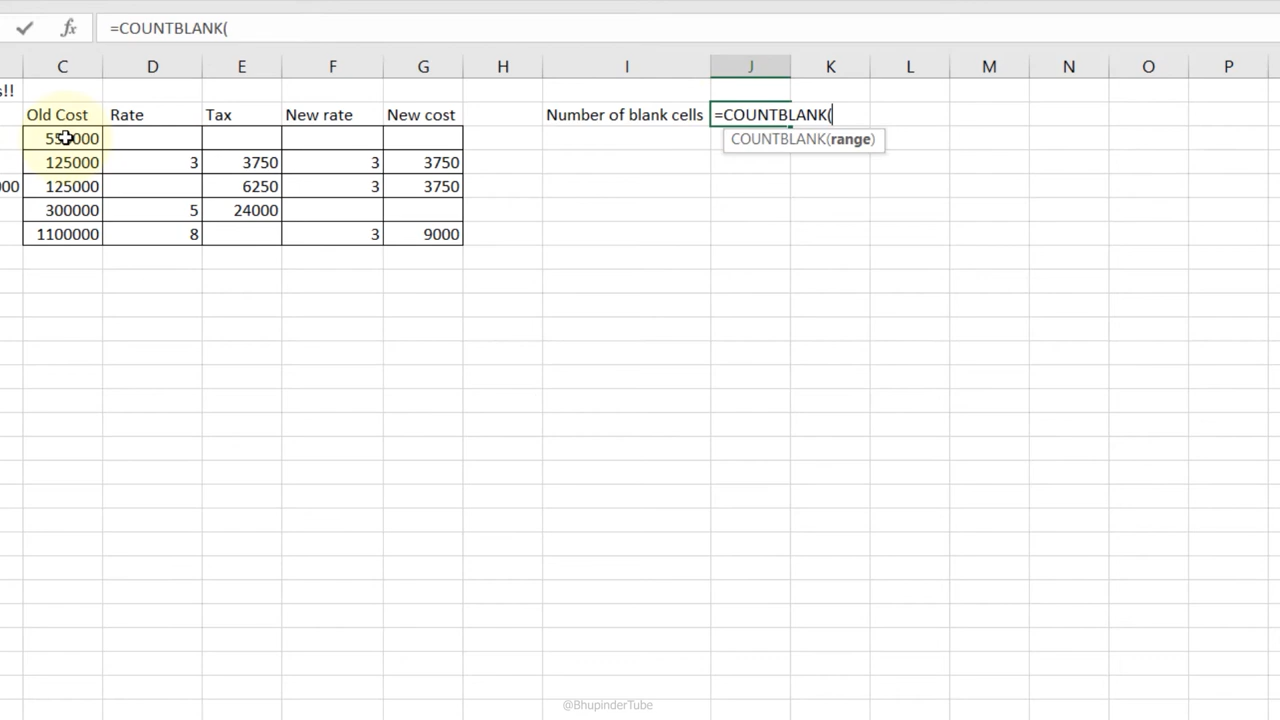 =COUNTBLANK(
C D E F G H I J K L M N O P
s!!
Old Cost Rate Tax New rate New cost Number of blank cells =COUNTBLANK(
COUNTBLANK(range)
125000 3 3750 3 3750
000 125000 6250 3 3750
300000 5 24000
1100000 8 3 9000
@BhupinderTube